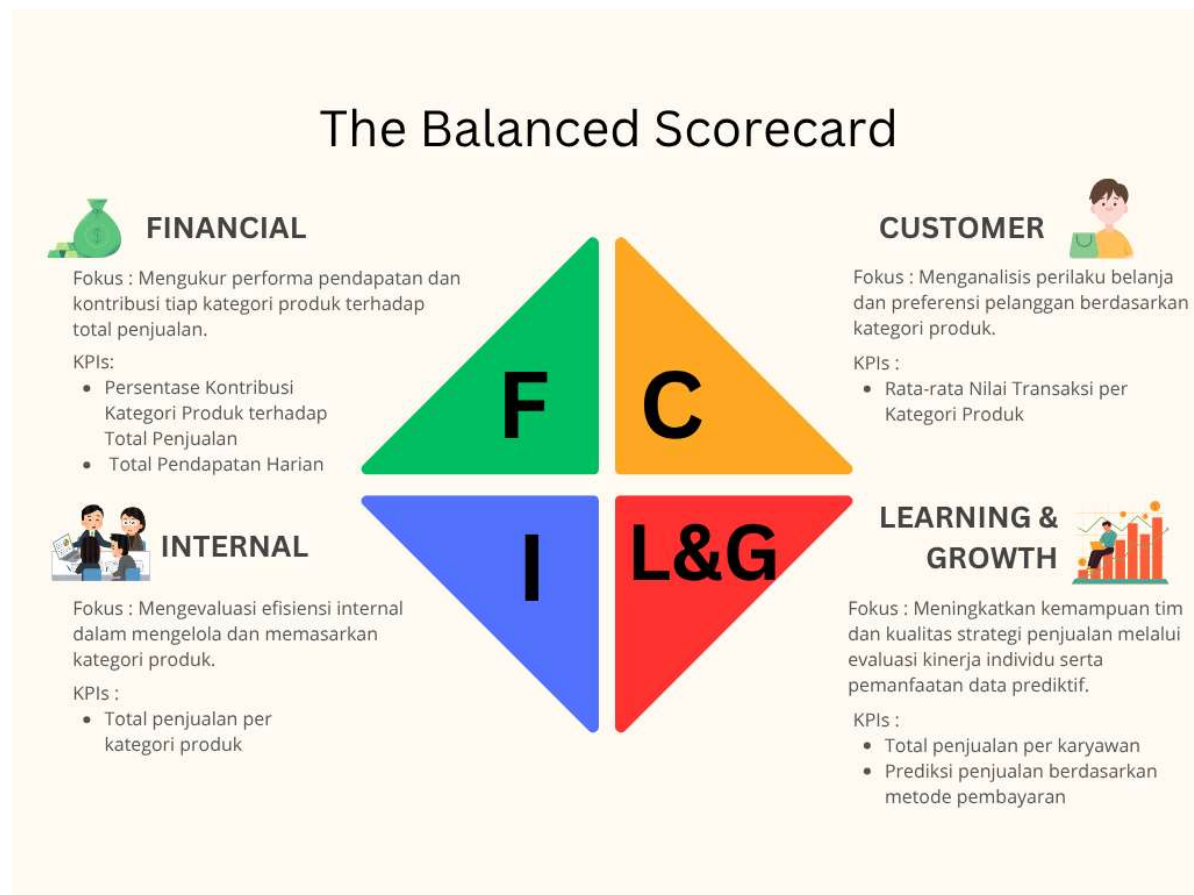 The Balanced Scorecard
FINANCIAL
Fokus : Mengukur performa pendapatan dan
kontribusi tiap kategori produk terhadap
total penjualan.
KPIs:
• Persentase Kontribusi
Kategori Produk terhadap
Total Penjualan
• Total Pendapatan Harian
CUSTOMER
Fokus : Menganalisis perilaku belanja
dan preferensi pelanggan berdasarkan
kategori produk.
KPIs :
• Rata-rata Nilai Transaksi per
Kategori Produk
F
C
I
L&G
INTERNAL
Fokus : Mengevaluasi efisiensi internal
dalam mengelola dan memasarkan
kategori produk.
KPIs :
• Total penjualan per
kategori produk
LEARNING &
GROWTH
Fokus : Meningkatkan kemampuan tim
dan kualitas strategi penjualan melalui
evaluasi kinerja individu serta
pemanfaatan data prediktif.
KPIs :
• Total penjualan per karyawan
• Prediksi penjualan berdasarkan
metode pembayaran